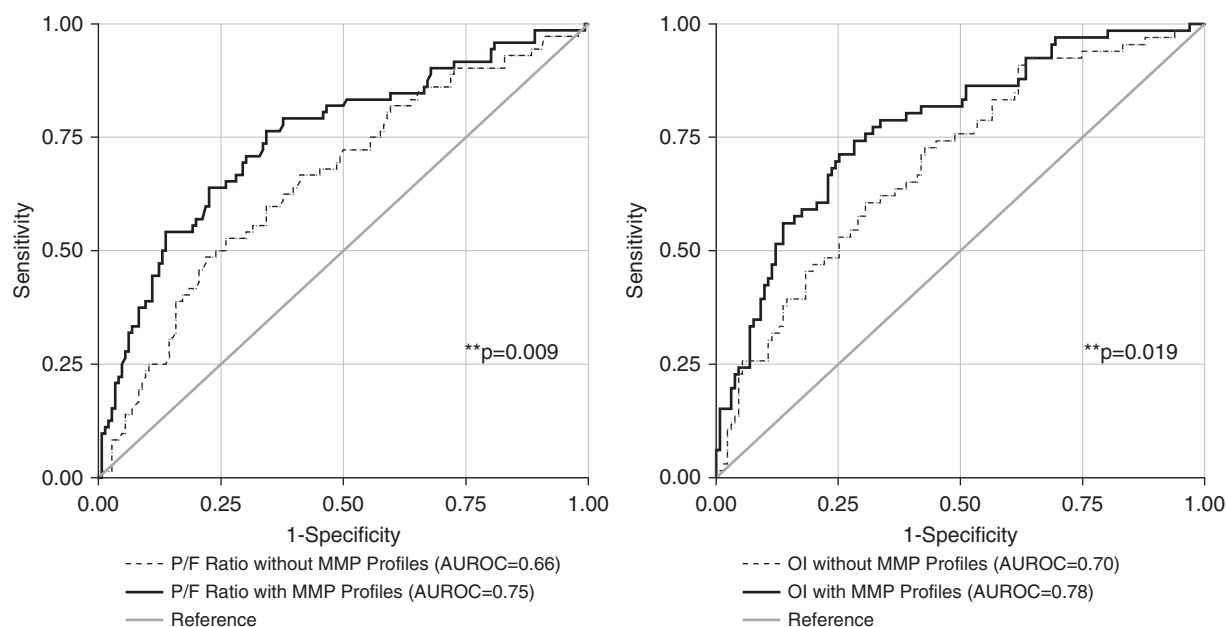 1.00
0.75
0.50
0.25
0.00
Sensitivity
**p=0.009
0.00 0.25 0.50 0.75 1.00
1-Specificity
P/F Ratio without MMP Profiles (AUROC=0.66)
P/F Ratio with MMP Profiles (AUROC=0.75)
Reference
1.00
0.75
0.50
0.25
0.00
Sensitivity
**p=0.019
0.00 0.25 0.50 0.75 1.00
1-Specificity
OI without MMP Profiles (AUROC=0.70)
OI with MMP Profiles (AUROC=0.78)
Reference